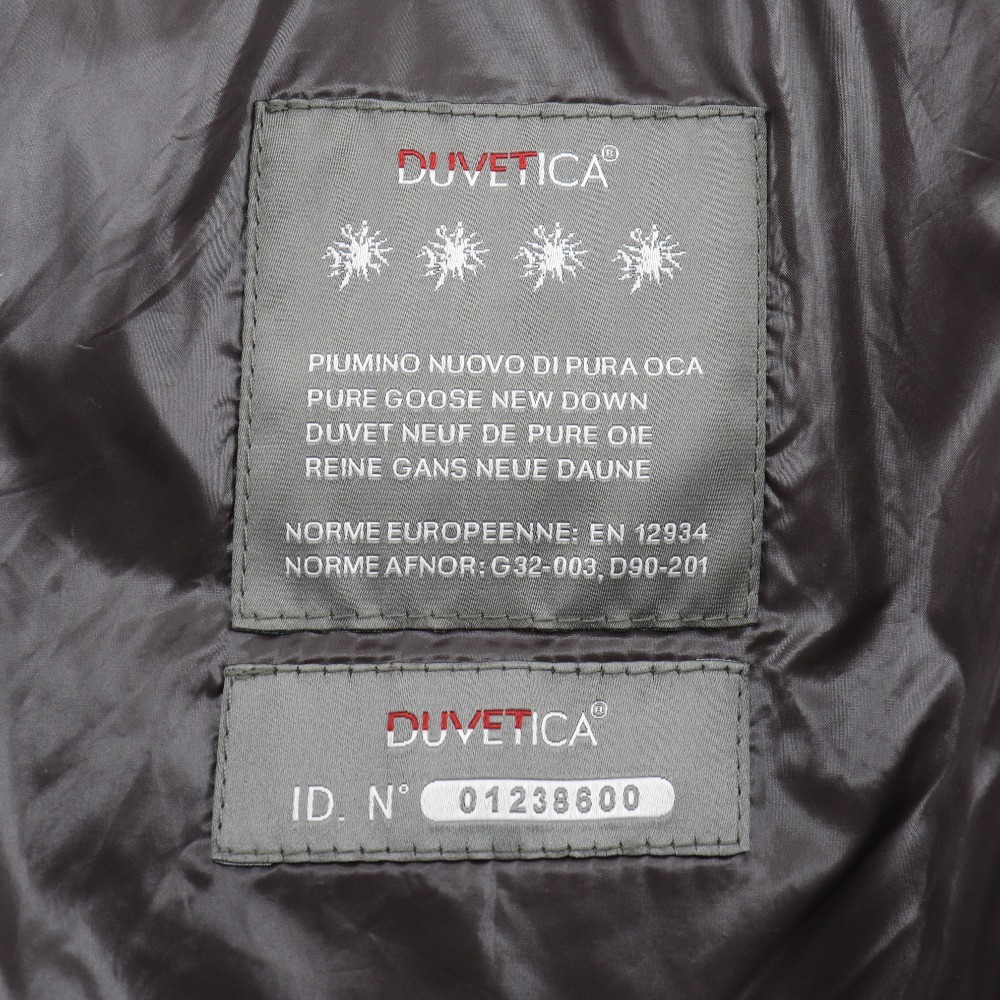 DUVETICA®
PIUMINO NUOVO DI PURA OCA
PURE GOOSE NEW DOWN
DUVET NEUF DE PURE OIE
REINE GANS NEUE DAUNE
NORME EUROPEENNE: EN 12934
NORME AFNOR: G32-003, D90-201
DUVETICA®
ID. N° 01238600